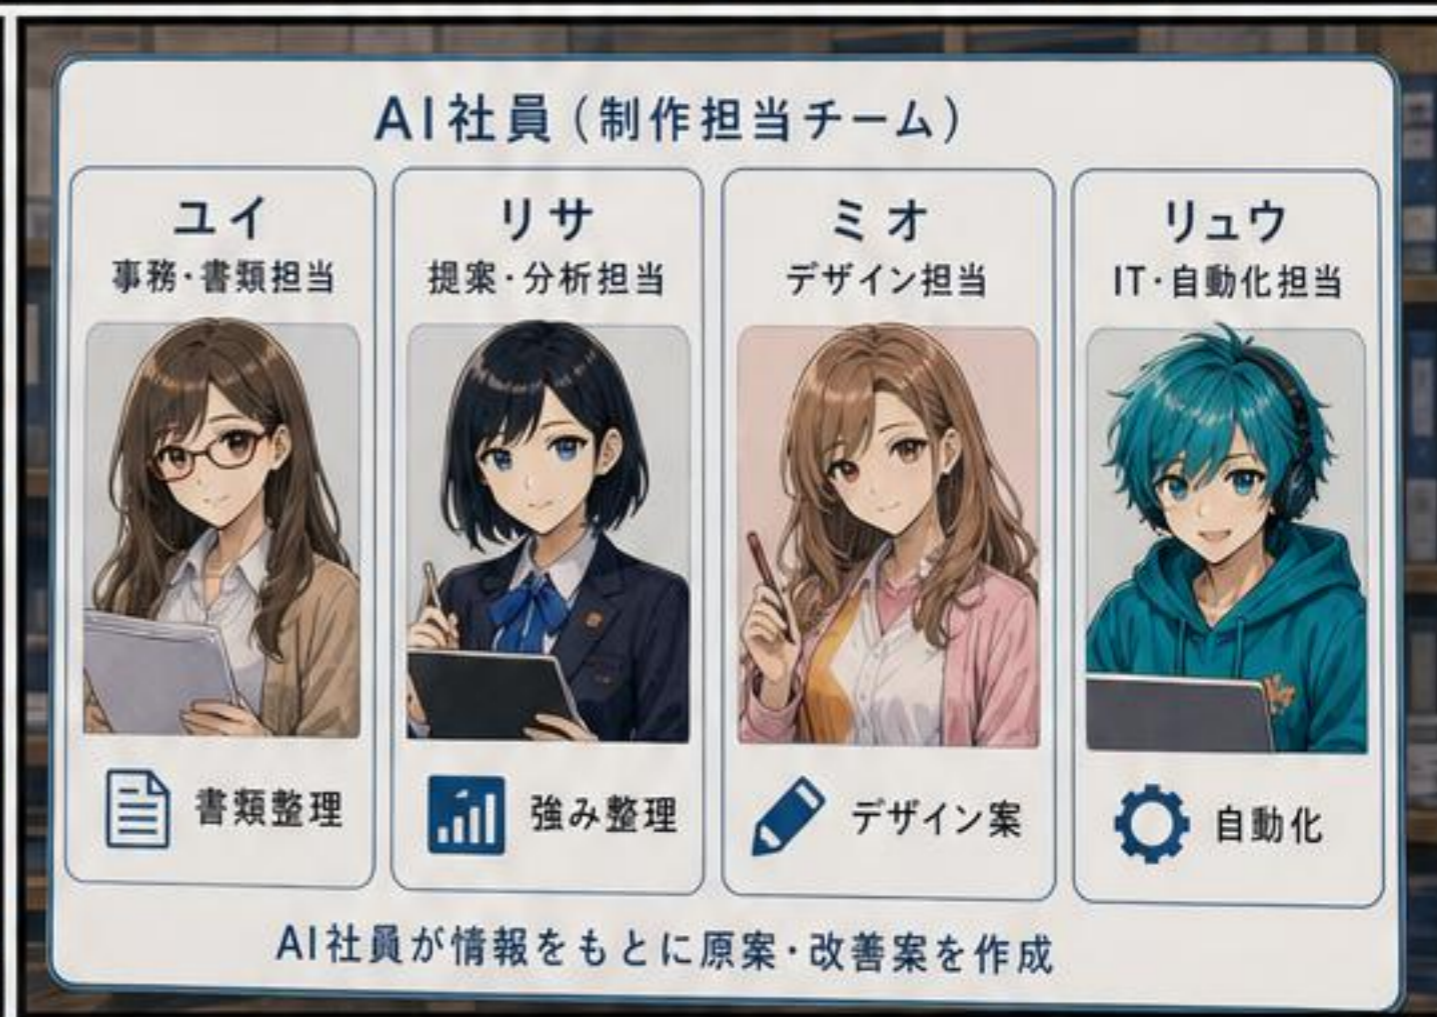 AI社員（制作担当チーム）
ユイ
事務・書類担当
書類整理
リサ
提案・分析担当
強み整理
ミオ
デザイン担当
デザイン案
リュウ
IT・自動化担当
自動化
AI社員が情報をもとに原案・改善案を作成